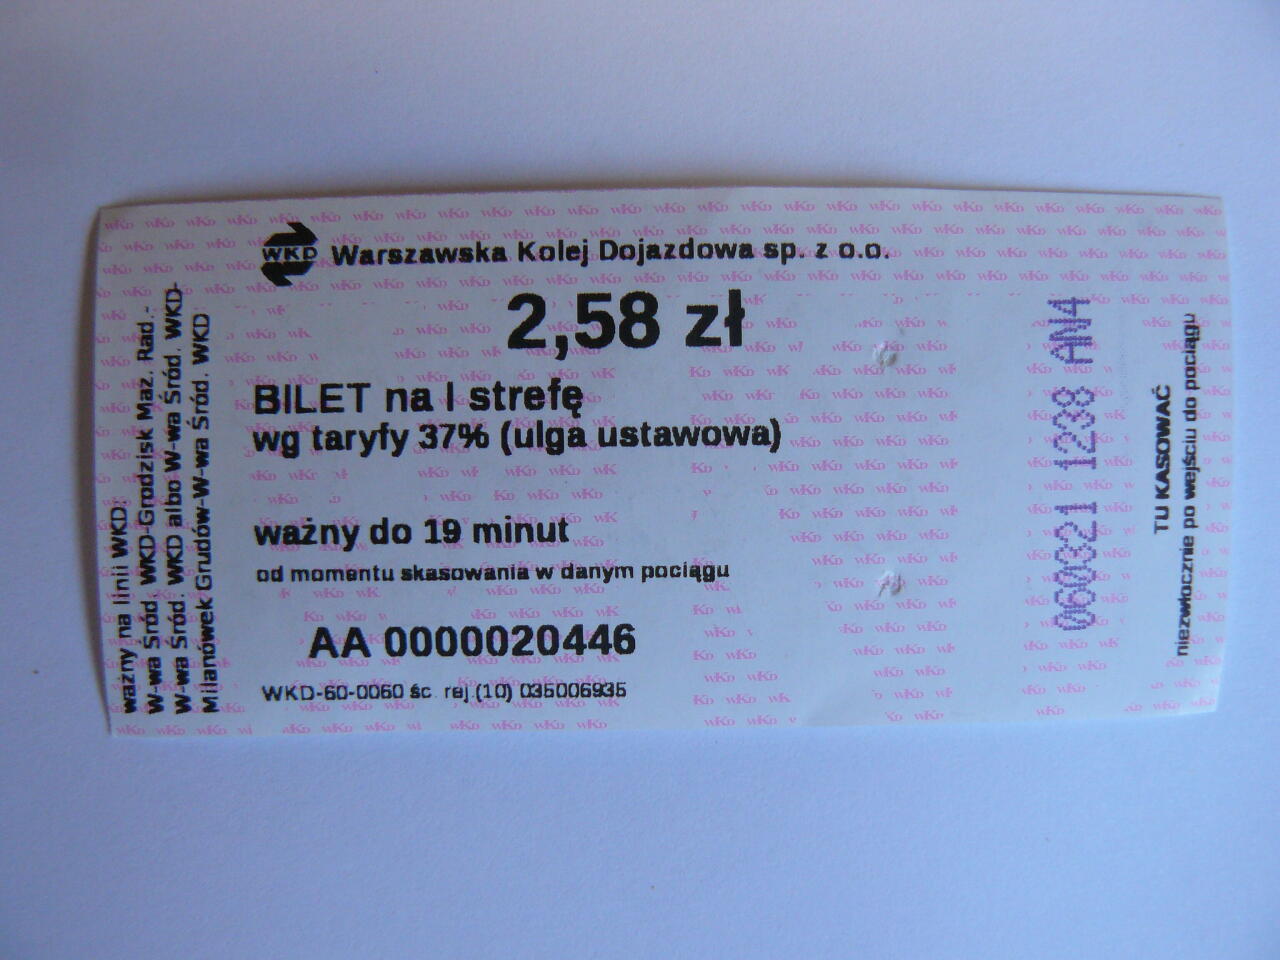 WKD Warszawska Kolej Dojazdowa sp. z o.o.
2,58 zł
BILET na I strefę
wg taryfy 37% (ulga ustawowa)
ważny do 19 minut
od momentu skasowania w danym pociągu
AA 0000020446
WKD-60-0060 śc. rej.(10) 035006935
ważny na linii WKD:
W-wa Śród. WKD-Grodzisk Maz. Rad.-
W-wa Śród. WKD albo W-wa Śród. WKD-
Milanówek Grudów-W-wa Śród. WKD
1238 AN4
TU KASOWAĆ
niezwłocznie po wejściu do pociągu